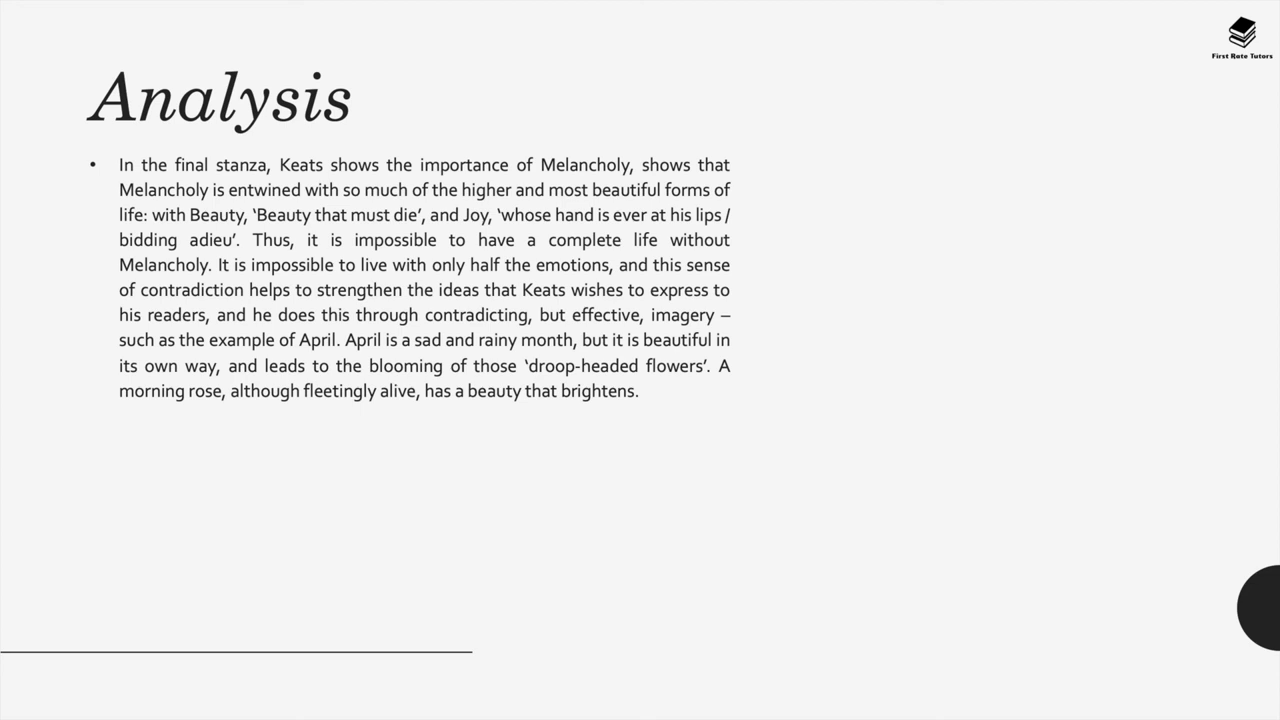 First Rate Tutors
Analysis
• In the final stanza, Keats shows the importance of Melancholy, shows that
Melancholy is entwined with so much of the higher and most beautiful forms of
life: with Beauty, ‘Beauty that must die’, and Joy, ‘whose hand is ever at his lips /
bidding adieu’. Thus, it is impossible to have a complete life without
Melancholy. It is impossible to live with only half the emotions, and this sense
of contradiction helps to strengthen the ideas that Keats wishes to express to
his readers, and he does this through contradicting, but effective, imagery –
such as the example of April. April is a sad and rainy month, but it is beautiful in
its own way, and leads to the blooming of those ‘droop-headed flowers’. A
morning rose, although fleetingly alive, has a beauty that brightens.